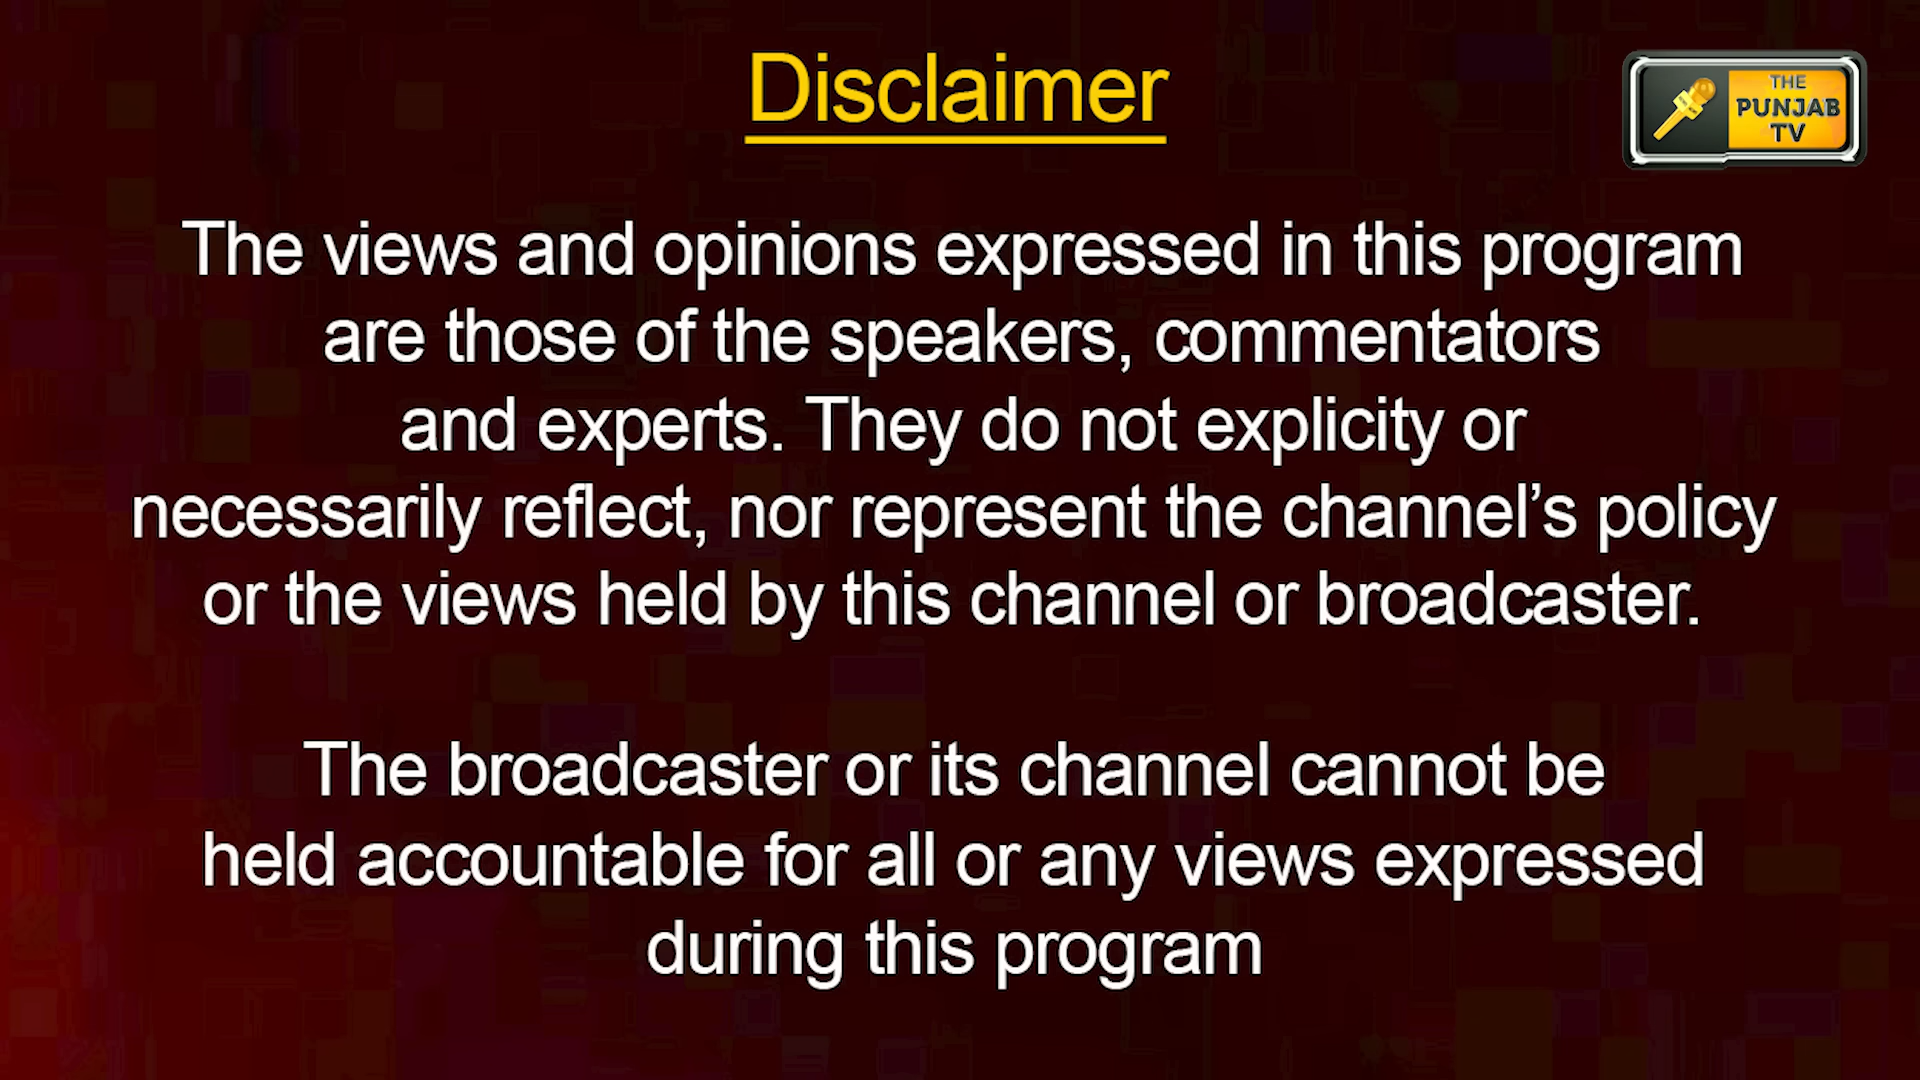 Disclaimer
THE
PUNJAB
TV
The views and opinions expressed in this program
are those of the speakers, commentators
and experts. They do not explicity or
necessarily reflect, nor represent the channel’s policy
or the views held by this channel or broadcaster.
The broadcaster or its channel cannot be
held accountable for all or any views expressed
during this program